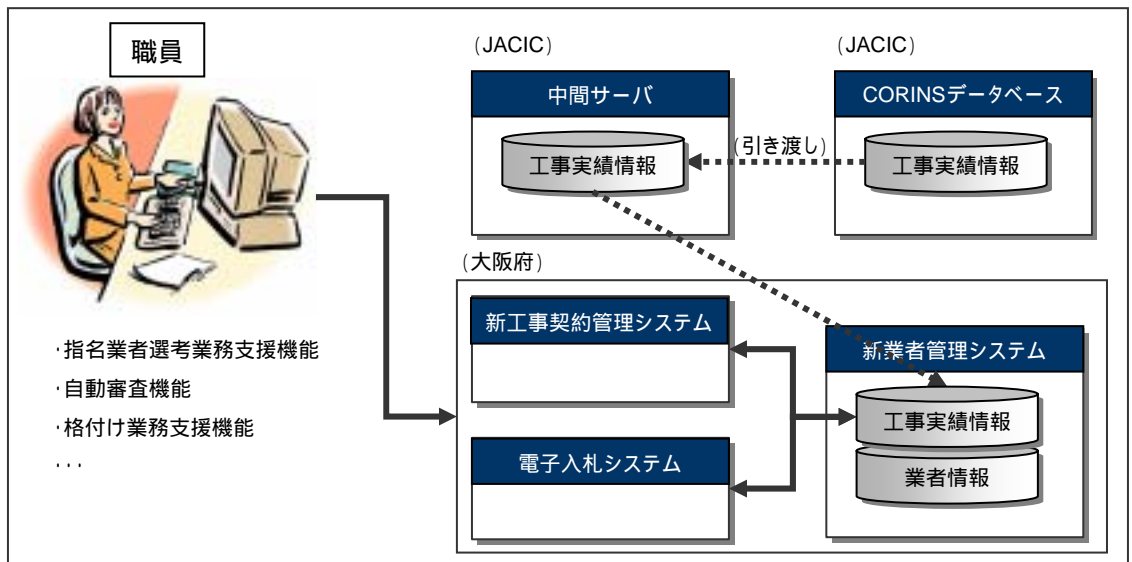 職員
(JACIC)
中間サーバ
工事実績情報
(引き渡し)
(JACIC)
CORINSデータベース
工事実績情報
(大阪府)
新工事契約管理システム
電子入札システム
新業者管理システム
工事実績情報
業者情報
・指名業者選考業務支援機能
・自動審査機能
・格付け業務支援機能
・・・